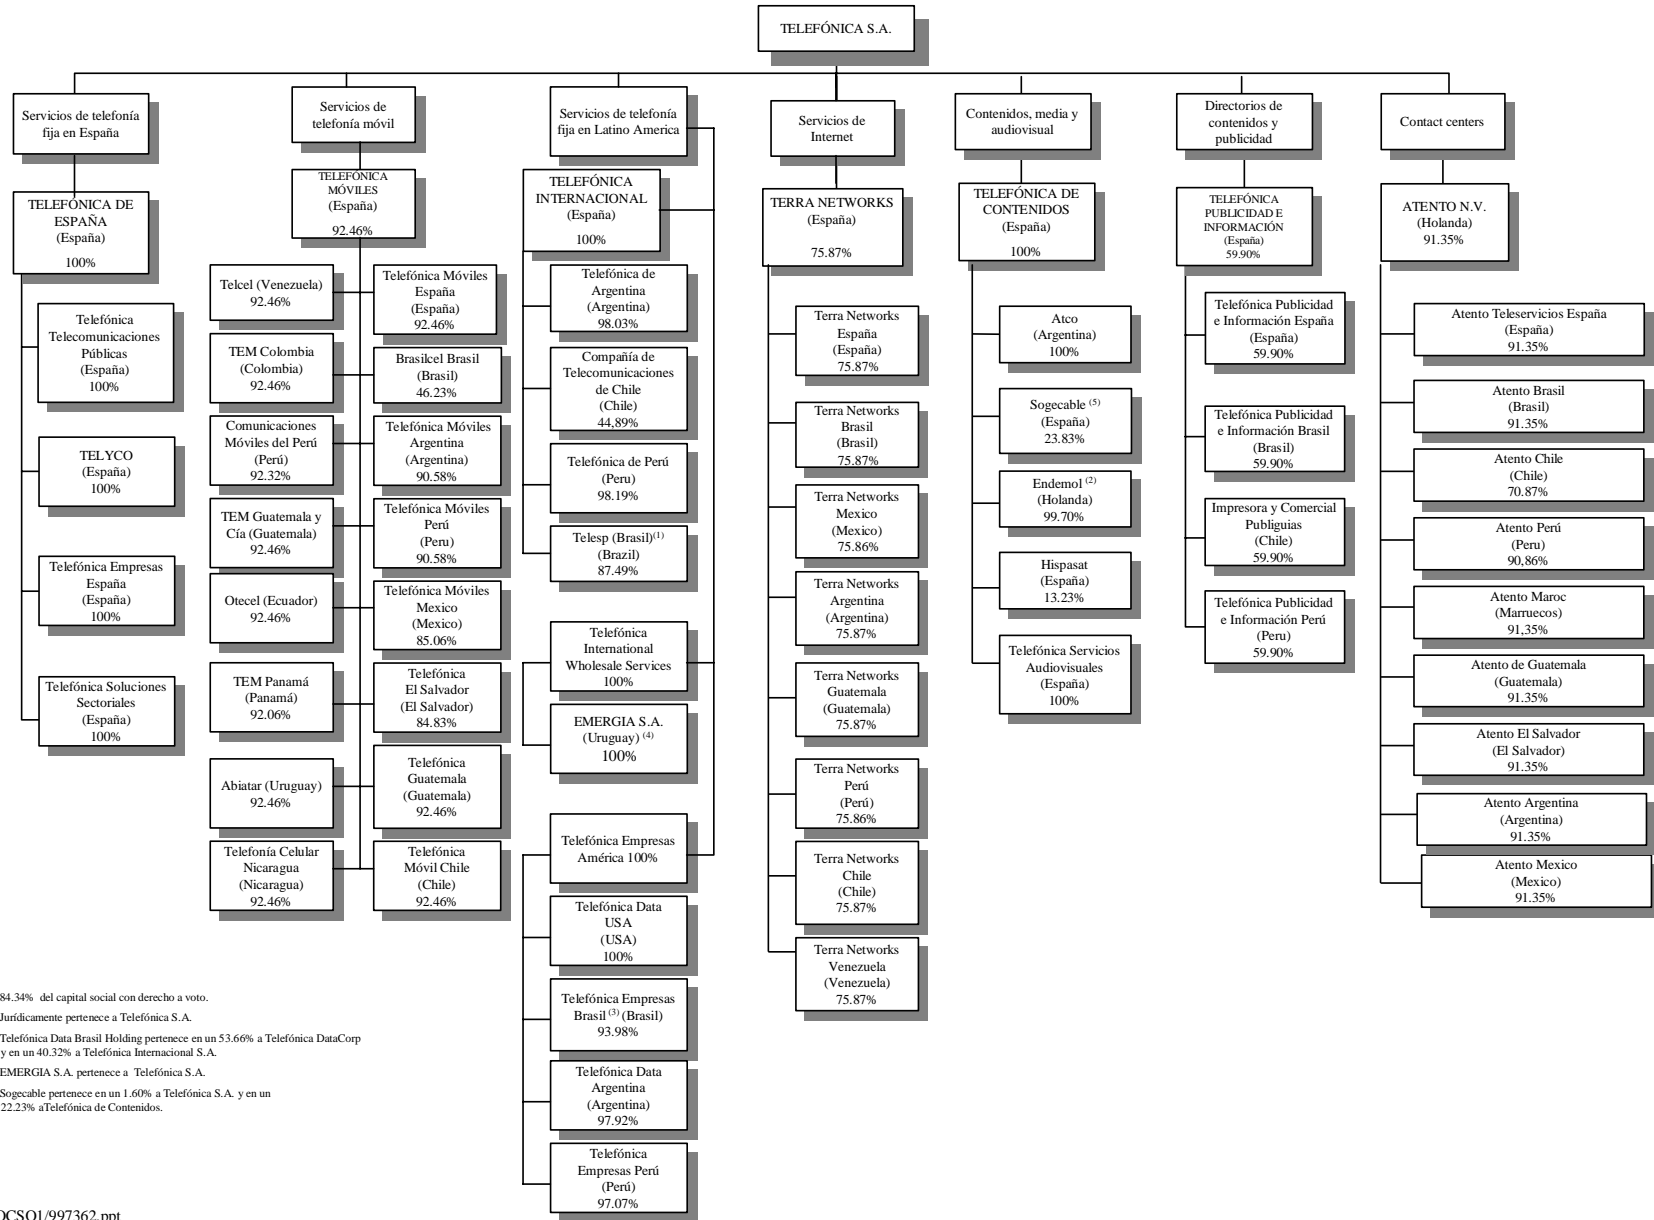 TELEFÓNICA S.A.
Servicios de telefonía
fija en España
TELEFÓNICA DE
ESPAÑA
(España)
100%
Telefónica
Telecomunicaciones
Públicas
(España)
100%
TELYCO
(España)
100%
Telefónica Empresas
España
(España)
100%
Telefónica Soluciones
Sectoriales
(España)
100%
Servicios de
telefonía móvil
TELEFÓNICA
MÓVILES
(España)
92.46%
Telcel (Venezuela)
92.46%
TEM Colombia
(Colombia)
92.46%
Comunicaciones
Móviles del Perú
(Perú)
92.32%
TEM Guatemala y
Cía (Guatemala)
92.46%
Otecel (Ecuador)
92.46%
TEM Panamá
(Panamá)
92.06%
Abiatar (Uruguay)
92.46%
Telefonía Celular
Nicaragua
(Nicaragua)
92.46%
Telefónica Móviles
España
(España)
92.46%
Brasilcel Brasil
(Brasil)
46.23%
Telefónica Móviles
Argentina
(Argentina)
90.58%
Telefónica Móviles
Perú
(Peru)
90.58%
Telefónica Móviles
Mexico
(Mexico)
85.06%
Telefónica
El Salvador
(El Salvador)
84.83%
Telefónica
Guatemala
(Guatemala)
92.46%
Telefónica
Móvil Chile
(Chile)
92.46%
Servicios de telefonía
fija en Latino America
TELEFÓNICA
INTERNACIONAL
(España)
100%
Telefónica de
Argentina
(Argentina)
98.03%
Compañía de
Telecomunicaciones
de Chile
(Chile)
44,89%
Telefónica de Perú
(Peru)
98.19%
Telesp (Brasil)(1)
(Brazil)
87.49%
Telefónica
International
Wholesale Services
100%
EMERGIA S.A.
(Uruguay) (4)
100%
Telefónica Empresas
América 100%
Telefónica Data
USA
(USA)
100%
Telefónica Empresas
Brasil (3) (Brasil)
93.98%
Telefónica Data
Argentina
(Argentina)
97.92%
Telefónica
Empresas Perú
(Perú)
97.07%
Servicios de
Internet
TERRA NETWORKS
(España)
75.87%
Terra Networks
España
(España)
75.87%
Terra Networks
Brasil
(Brasil)
75.87%
Terra Networks
Mexico
(Mexico)
75.86%
Terra Networks
Argentina
(Argentina)
75.87%
Terra Networks
Guatemala
(Guatemala)
75.87%
Terra Networks
Perú
(Perú)
75.86%
Terra Networks
Chile
(Chile)
75.87%
Terra Networks
Venezuela
(Venezuela)
75.87%
Contenidos, media y
audiovisual
TELEFÓNICA DE
CONTENIDOS
(España)
100%
Atco
(Argentina)
100%
Sogecable (5)
(España)
23.83%
Endemol (2)
(Holanda)
99.70%
Hispasat
(España)
13.23%
Telefónica Servicios
Audiovisuales
(España)
100%
Directorios de
contenidos y
publicidad
TELEFÓNICA
PUBLICIDAD E
INFORMACIÓN
(España)
59.90%
Telefónica Publicidad
e Información España
(España)
59.90%
Telefónica Publicidad
e Información Brasil
(Brasil)
59.90%
Impresora y Comercial
Publiguias
(Chile)
59.90%
Telefónica Publicidad
e Información Perú
(Peru)
59.90%
Contact centers
ATENTO N.V.
(Holanda)
91.35%
Atento Teleservicios España
(España)
91.35%
Atento Brasil
(Brasil)
91.35%
Atento Chile
(Chile)
70.87%
Atento Perú
(Peru)
90,86%
Atento Maroc
(Marruecos)
91,35%
Atento de Guatemala
(Guatemala)
91.35%
Atento El Salvador
(El Salvador)
91.35%
Atento Argentina
(Argentina)
91.35%
Atento Mexico
(Mexico)
91.35%
84.34% del capital social con derecho a voto.
Jurídicamente pertenece a Telefónica S.A.
Telefónica Data Brasil Holding pertenece en un 53.66% a Telefónica DataCorp
y en un 40.32% a Telefónica Internacional S.A.
EMERGIA S.A. pertenece a Telefónica S.A.
Sogecable pertenece en un 1.60% a Telefónica S.A. y en un
22.23% aTelefónica de Contenidos.
OCSO1/997362.ppt